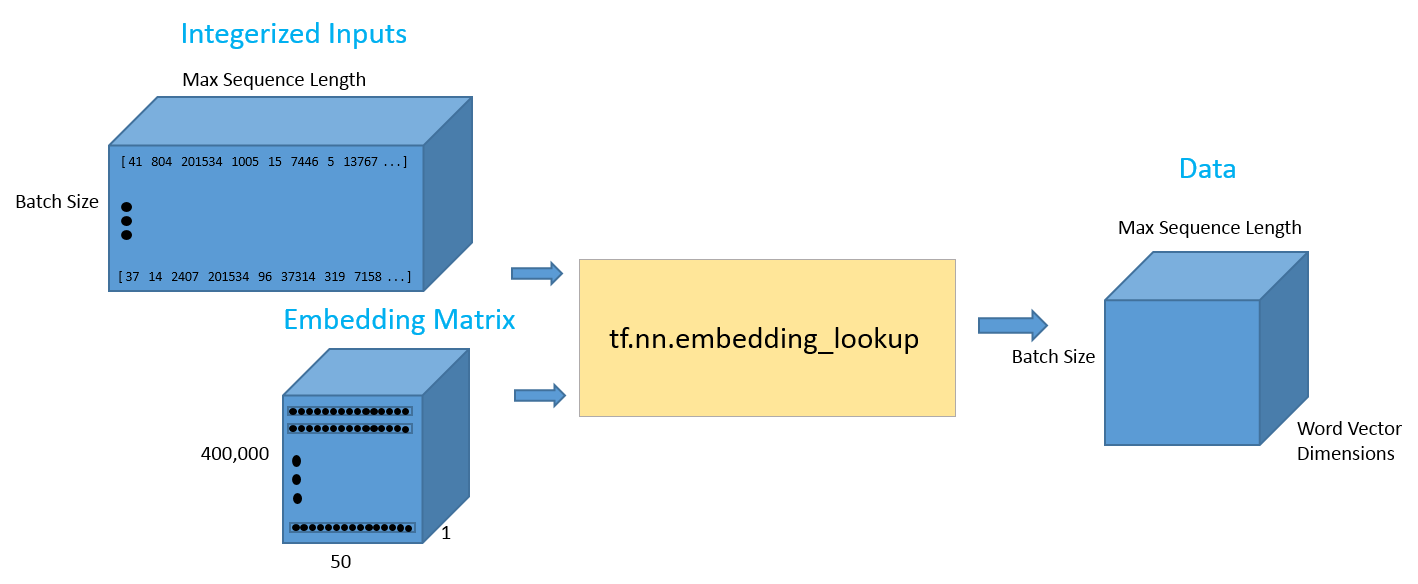 Integerized Inputs
Max Sequence Length
[ 41 804 201534 1005 15 7446 5 13767 . . . ]
Batch Size
[ 37 14 2407 201534 96 37314 319 7158 . . . ]
Embedding Matrix
400,000
1
50
tf.nn.embedding_lookup
Data
Max Sequence Length
Batch Size
Word Vector
Dimensions